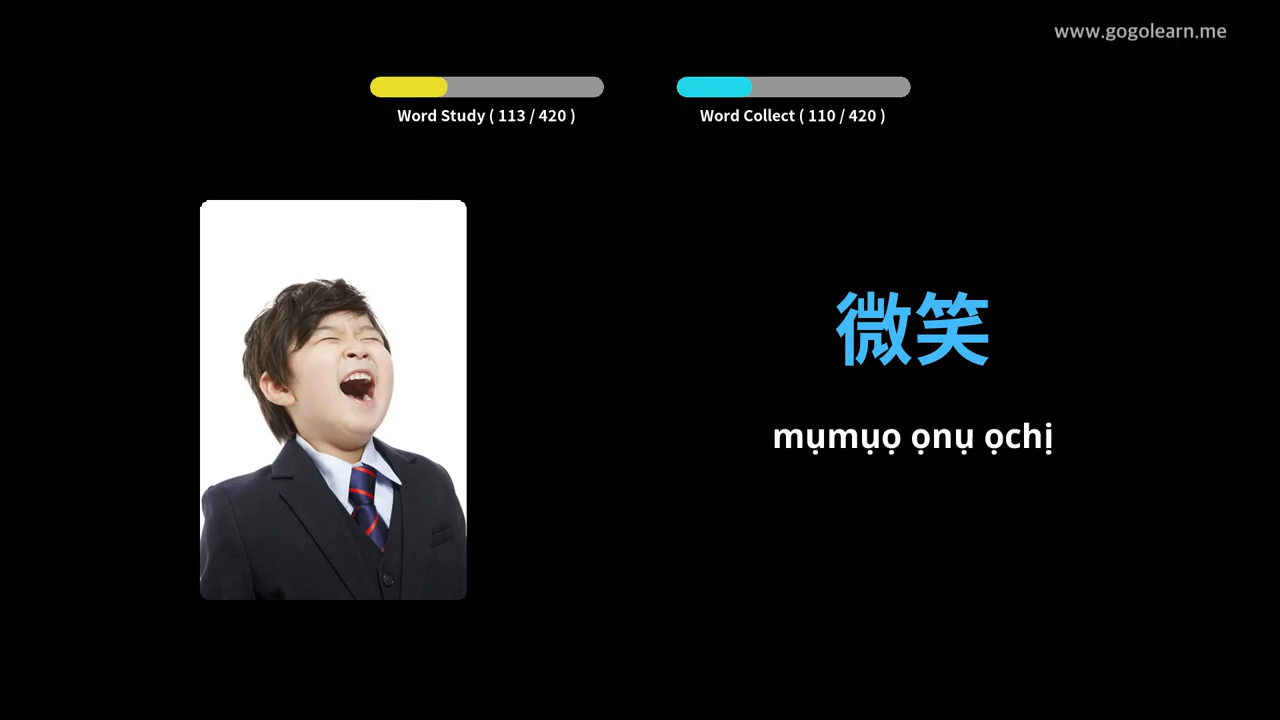 www.gogolearn.me
Word Study ( 113 / 420 )
Word Collect ( 110 / 420 )
微笑
mụmụọ ọnụ ọchị